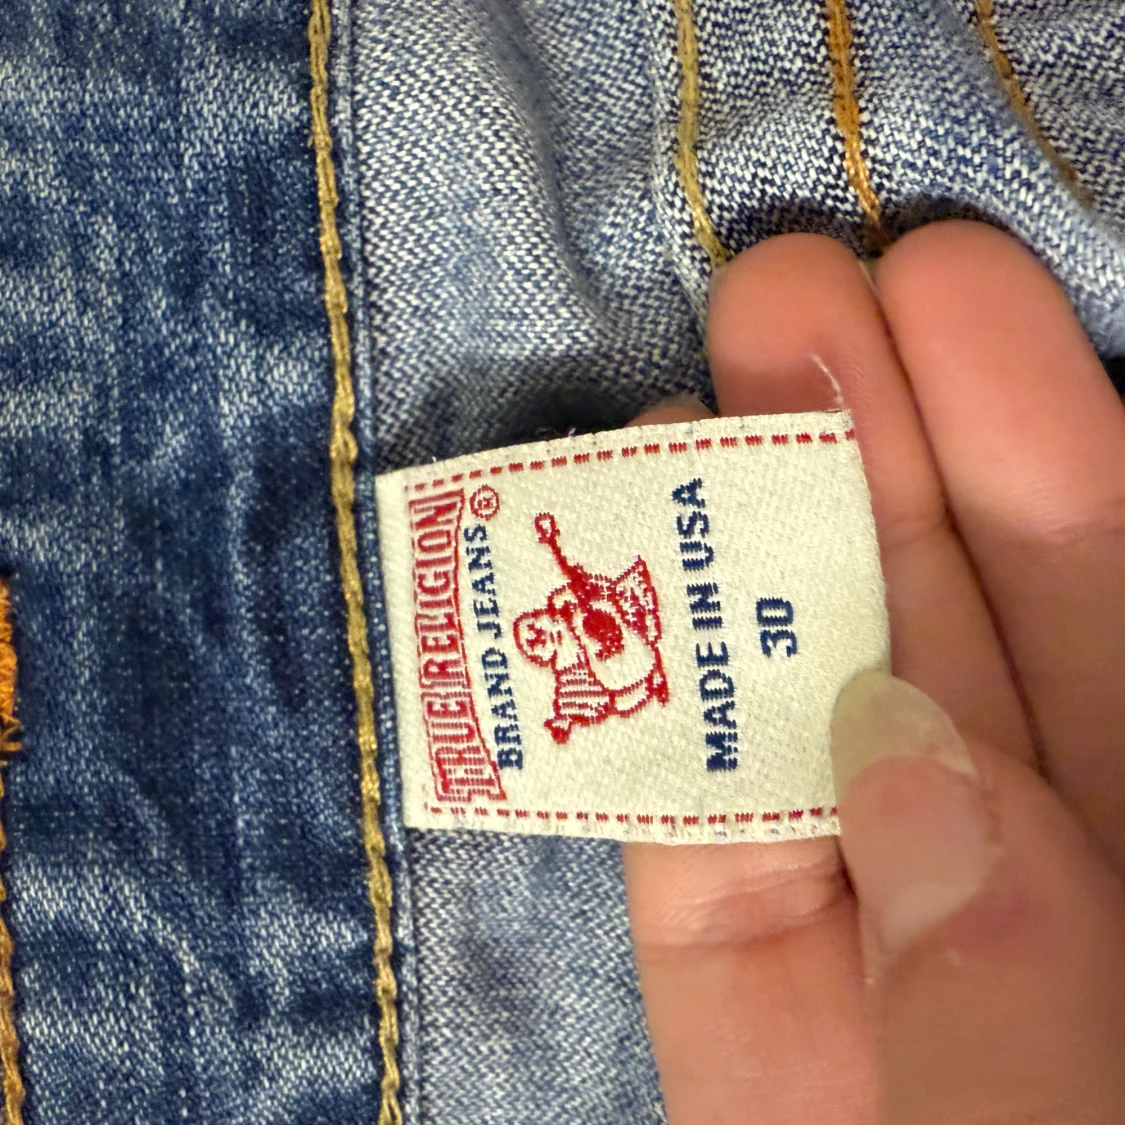 TRUE RELIGION®
BRAND JEANS
MADE IN USA
30